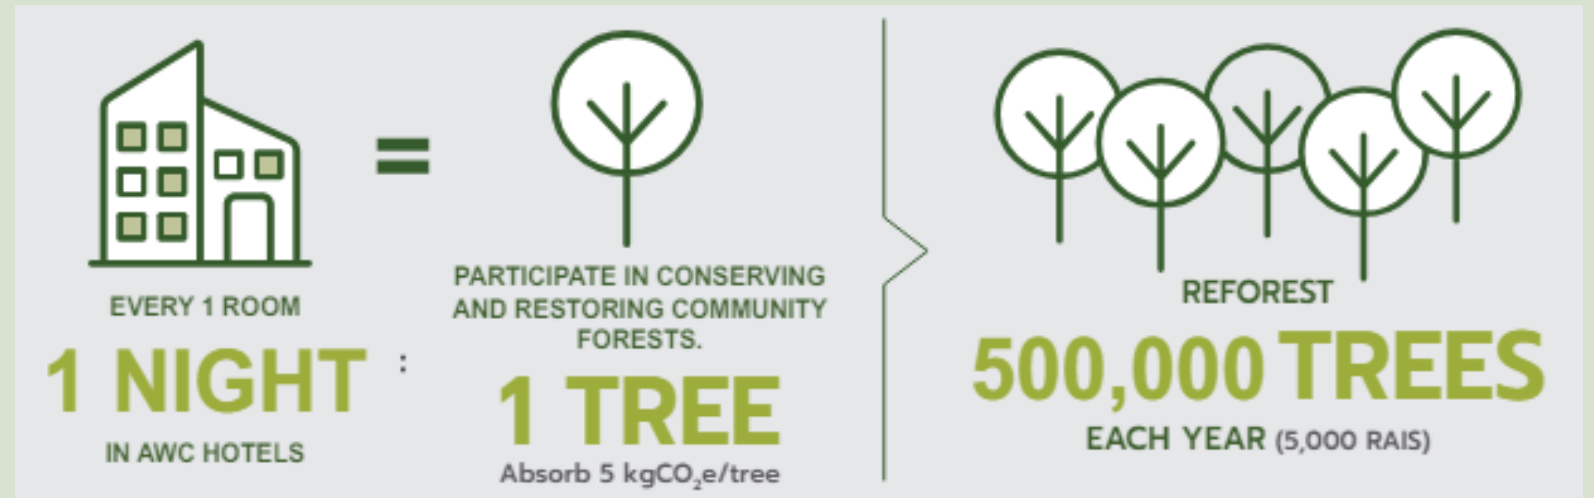 EVERY 1 ROOM
1 NIGHT
IN AWC HOTELS
:
PARTICIPATE IN CONSERVING
AND RESTORING COMMUNITY
FORESTS.
1 TREE
Absorb 5 kgCO₂e/tree
REFOREST
500,000 TREES
EACH YEAR (5,000 RAIS)